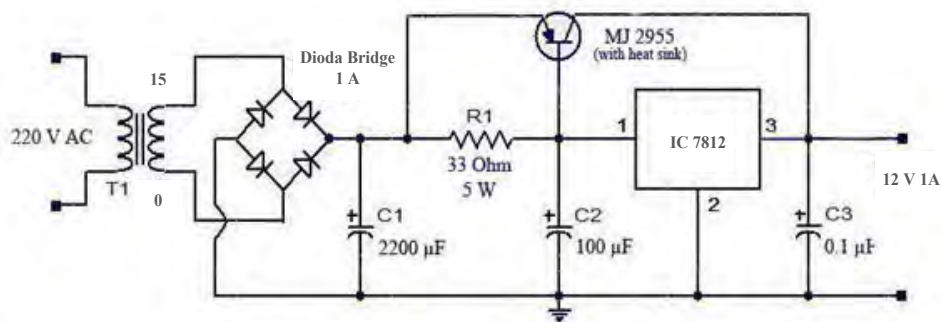 MJ 2955
(with heat sink)
Dioda Bridge
1 A
15
220 V AC
T1
0
R1
33 Ohm
5 W
1
IC 7812
3
2
12 V 1A
C1
2200 µF
C2
100 µF
C3
0.1 µF
+
+
+